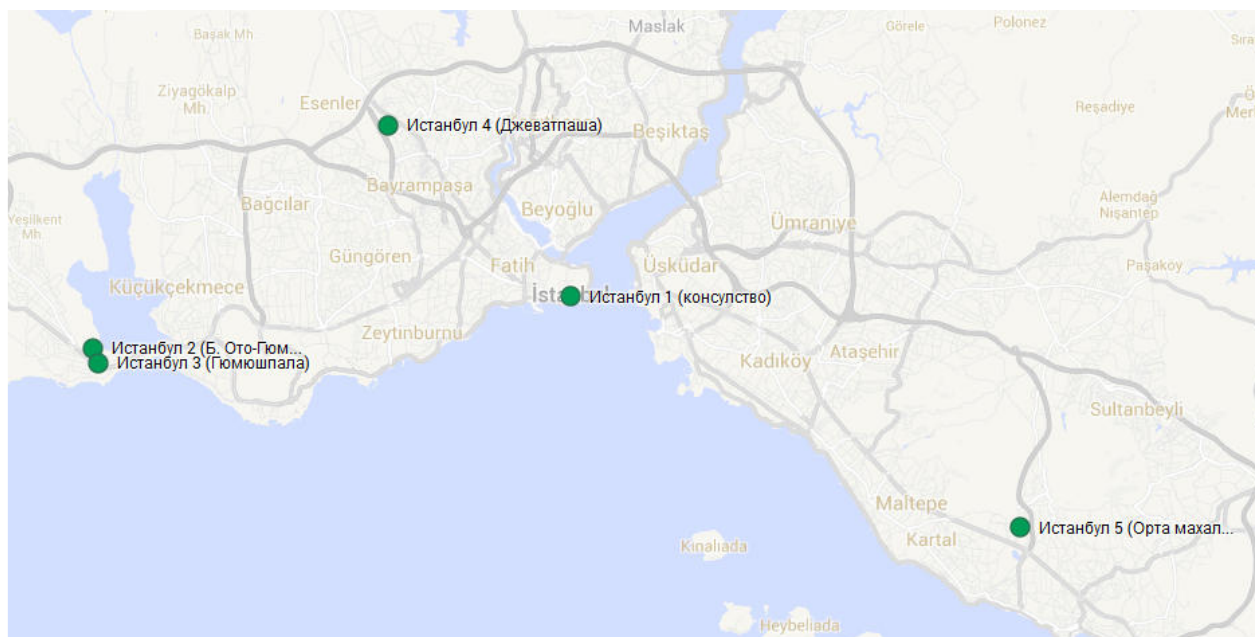 Maslak
Görele
Polonez
Başak Mh
Ziyagökalp
Mh.
Esenler
Reşadiye
Истанбул 4 (Джеватпаша)
Beşiktaş
Bayrampaşa
Bağcılar
Beyoğlu
Ümraniye
Alemdağ
Nişantep
Yeşilkent
Mh.
Güngören
Fatih
Üsküdar
Paşaköy
Küçükçekmece
Истанбул 1 (консулство)
Zeytinburnu
Истанбул 2 (Б. Ото-Гюм...
Истанбул 3 (Гюмюшпала)
Kadıköy
Ataşehir
Sultanbeyli
Maltepe
Истанбул 5 (Орта махал...
Kartal
Kinaliada
Heybeliada